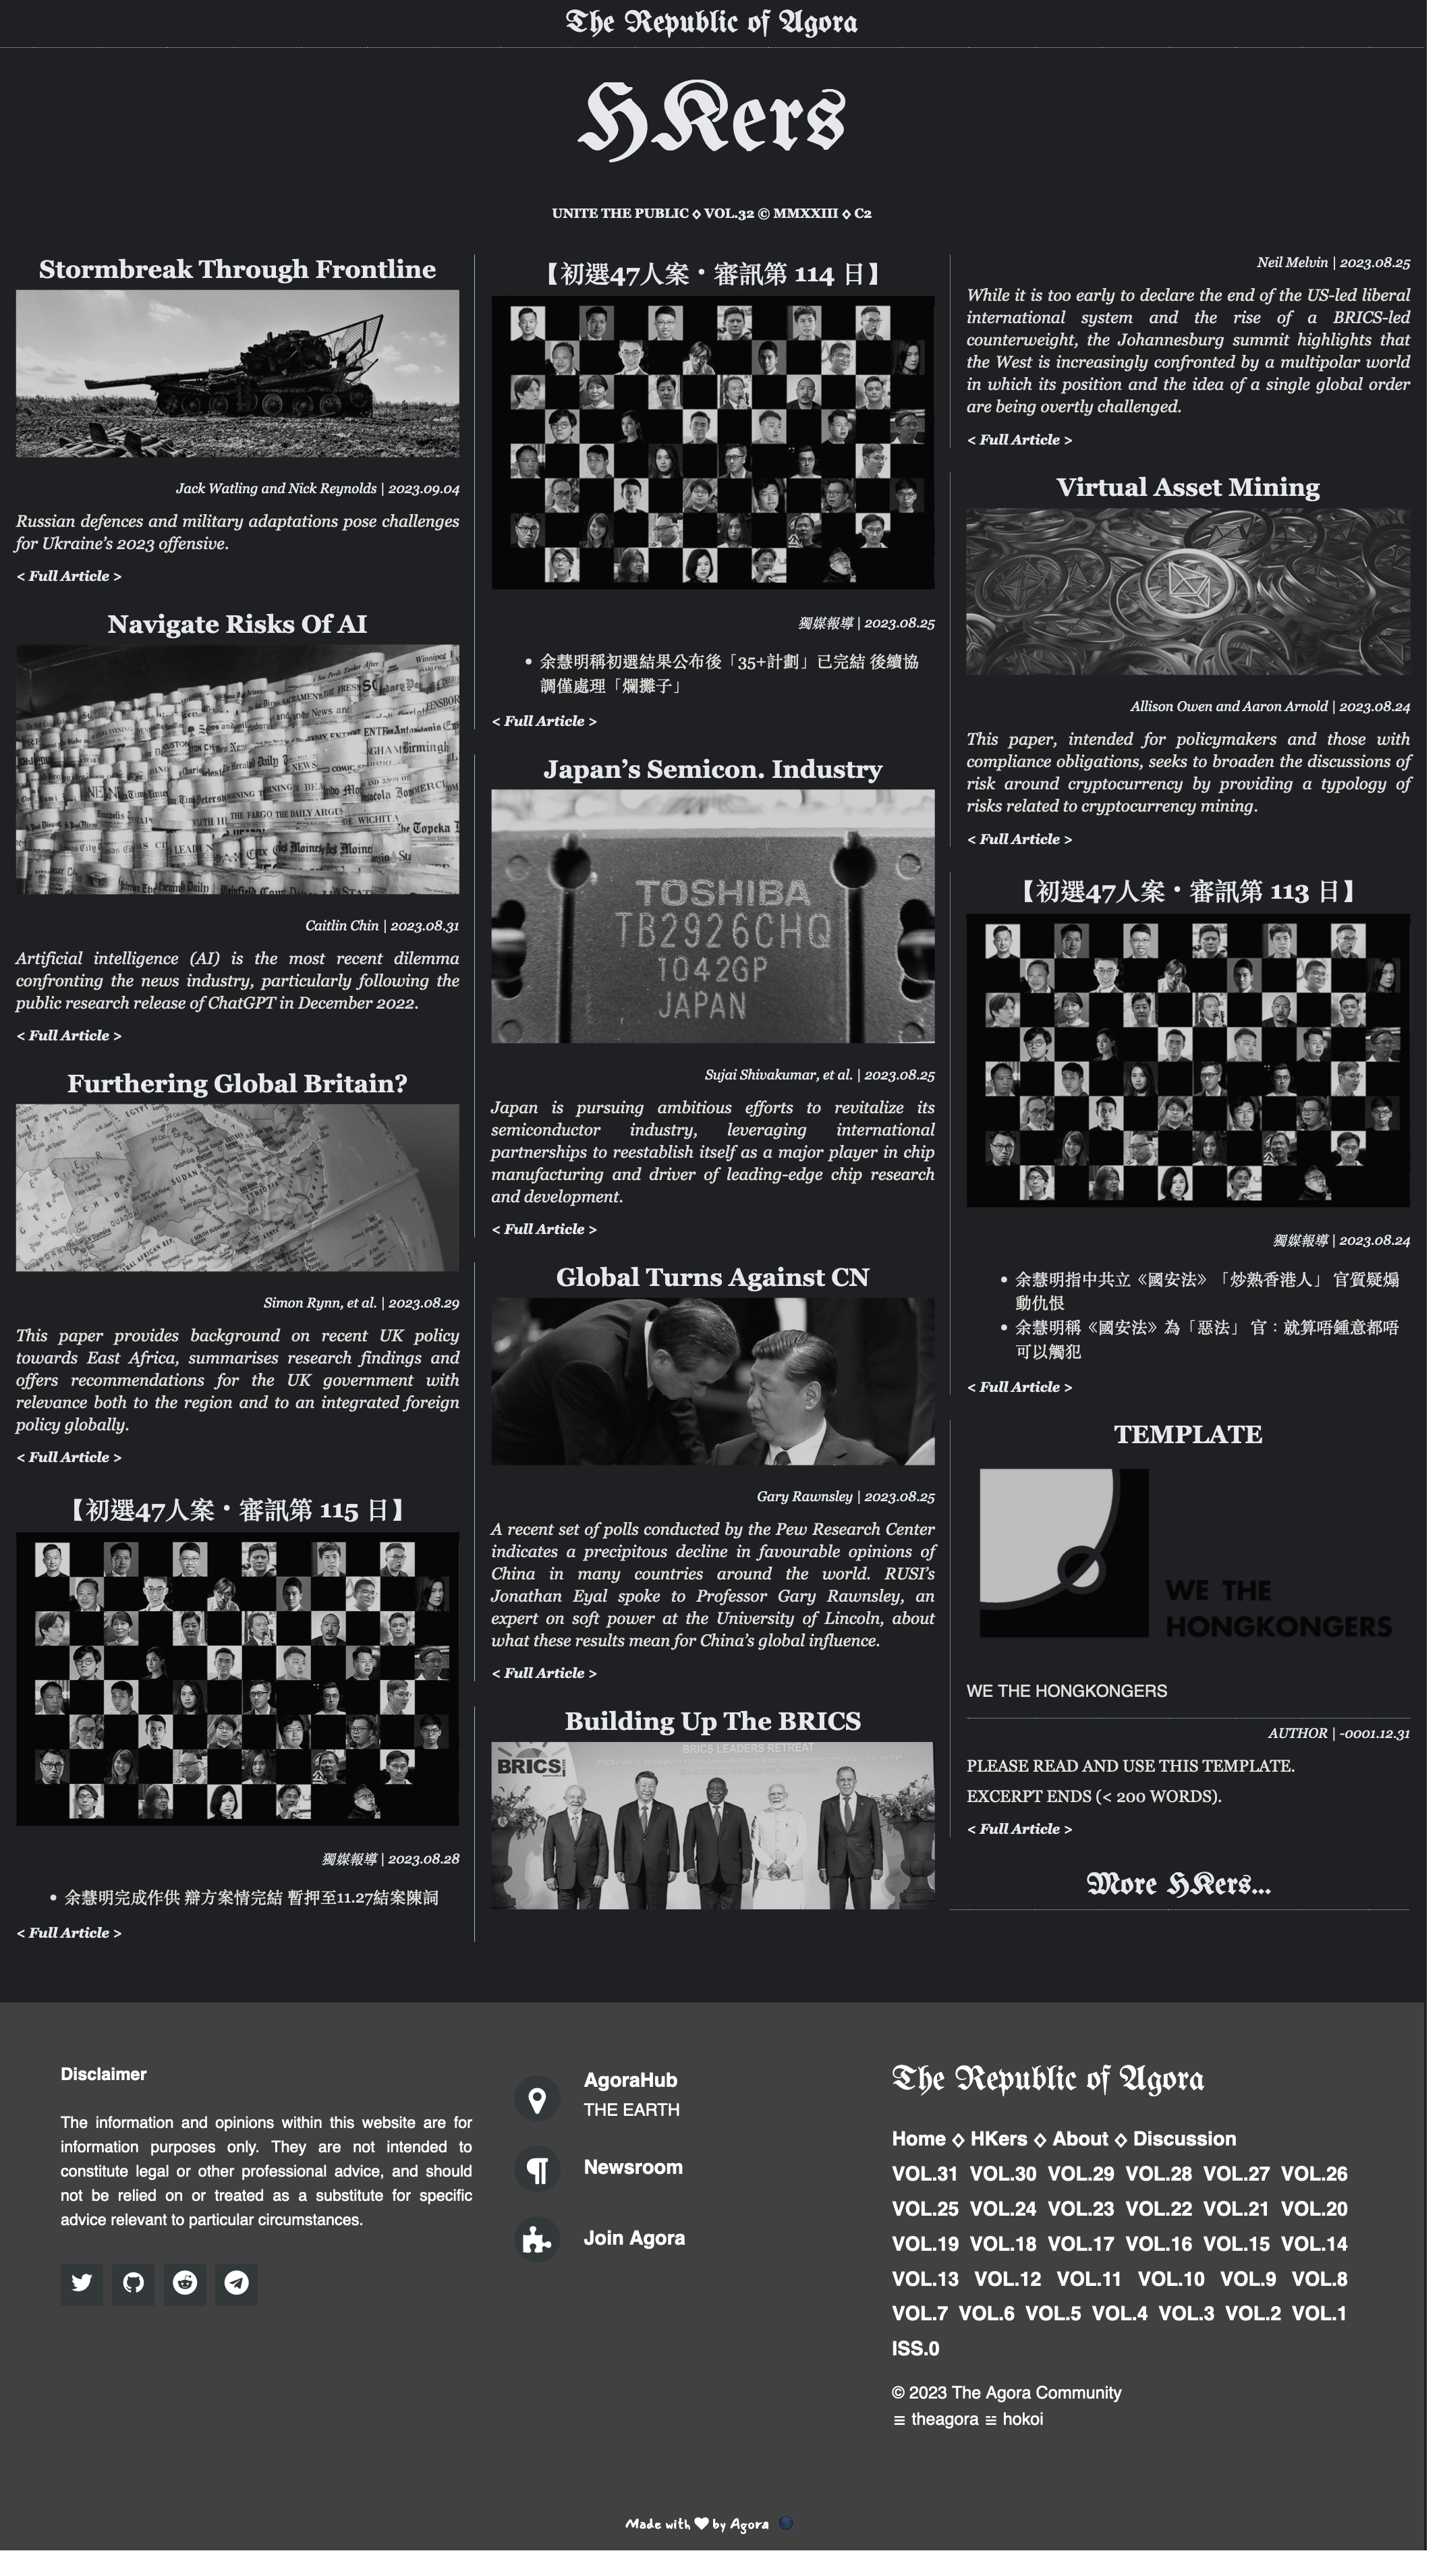 The Republic of Agora
HKers
UNITE THE PUBLIC ◊ VOL.32 © MMXXIII ◊ C2
Stormbreak Through Frontline
Jack Watling and Nick Reynolds | 2023.09.04
Russian defences and military adaptations pose challenges
for Ukraine’s 2023 offensive.
< Full Article >
Navigate Risks Of AI
Caitlin Chin | 2023.08.31
Artificial intelligence (AI) is the most recent dilemma
confronting the news industry, particularly following the
public research release of ChatGPT in December 2022.
< Full Article >
Furthering Global Britain?
Simon Rynn, et al. | 2023.08.29
This paper provides background on recent UK policy
towards East Africa, summarises research findings and
offers recommendations for the UK government with
relevance both to the region and to an integrated foreign
policy globally.
< Full Article >
【初選47人案・審訊第 115 日】
獨媒報導 | 2023.08.28
余慧明完成作供 辯方案情完結 暫押至11.27結案陳詞
< Full Article >
【初選47人案・審訊第 114 日】
獨媒報導 | 2023.08.25
余慧明稱初選結果公布後「35+計劃」已完結 後續協
調僅處理「爛攤子」
< Full Article >
Japan’s Semicon. Industry
TOSHIBA
TB2926CHQ
1042GP
JAPAN
Sujai Shivakumar, et al. | 2023.08.25
Japan is pursuing ambitious efforts to revitalize its
semiconductor industry, leveraging international
partnerships to reestablish itself as a major player in chip
manufacturing and driver of leading-edge chip research
and development.
< Full Article >
Global Turns Against CN
Gary Rawnsley | 2023.08.25
A recent set of polls conducted by the Pew Research Center
indicates a precipitous decline in favourable opinions of
China in many countries around the world. RUSI’s
Jonathan Eyal spoke to Professor Gary Rawnsley, an
expert on soft power at the University of Lincoln, about
what these results mean for China’s global influence.
< Full Article >
Building Up The BRICS
BRICS LEADERS RETREAT
BRICS
Neil Melvin | 2023.08.25
While it is too early to declare the end of the US-led liberal
international system and the rise of a BRICS-led
counterweight, the Johannesburg summit highlights that
the West is increasingly confronted by a multipolar world
in which its position and the idea of a single global order
are being overtly challenged.
< Full Article >
Virtual Asset Mining
Allison Owen and Aaron Arnold | 2023.08.24
This paper, intended for policymakers and those with
compliance obligations, seeks to broaden the discussions of
risk around cryptocurrency by providing a typology of
risks related to cryptocurrency mining.
< Full Article >
【初選47人案・審訊第 113 日】
獨媒報導 | 2023.08.24
余慧明指中共立《國安法》「炒熟香港人」 官質疑煽
動仇恨
余慧明稱《國安法》為「惡法」 官：就算唔鍾意都唔
可以觸犯
< Full Article >
TEMPLATE
WE THE
HONGKONGERS
WE THE HONGKONGERS
AUTHOR | -0001.12.31
PLEASE READ AND USE THIS TEMPLATE.
EXCERPT ENDS (< 200 WORDS).
< Full Article >
More HKers...
Disclaimer
The information and opinions within this website are for
information purposes only. They are not intended to
constitute legal or other professional advice, and should
not be relied on or treated as a substitute for specific
advice relevant to particular circumstances.
AgoraHub
THE EARTH
Newsroom
Join Agora
The Republic of Agora
Home ◊ HKers ◊ About ◊ Discussion
VOL.31 VOL.30 VOL.29 VOL.28 VOL.27 VOL.26
VOL.25 VOL.24 VOL.23 VOL.22 VOL.21 VOL.20
VOL.19 VOL.18 VOL.17 VOL.16 VOL.15 VOL.14
VOL.13 VOL.12 VOL.11 VOL.10 VOL.9 VOL.8
VOL.7 VOL.6 VOL.5 VOL.4 VOL.3 VOL.2 VOL.1
ISS.0
© 2023 The Agora Community
theagora hokoi
Made with ♥ by Agora